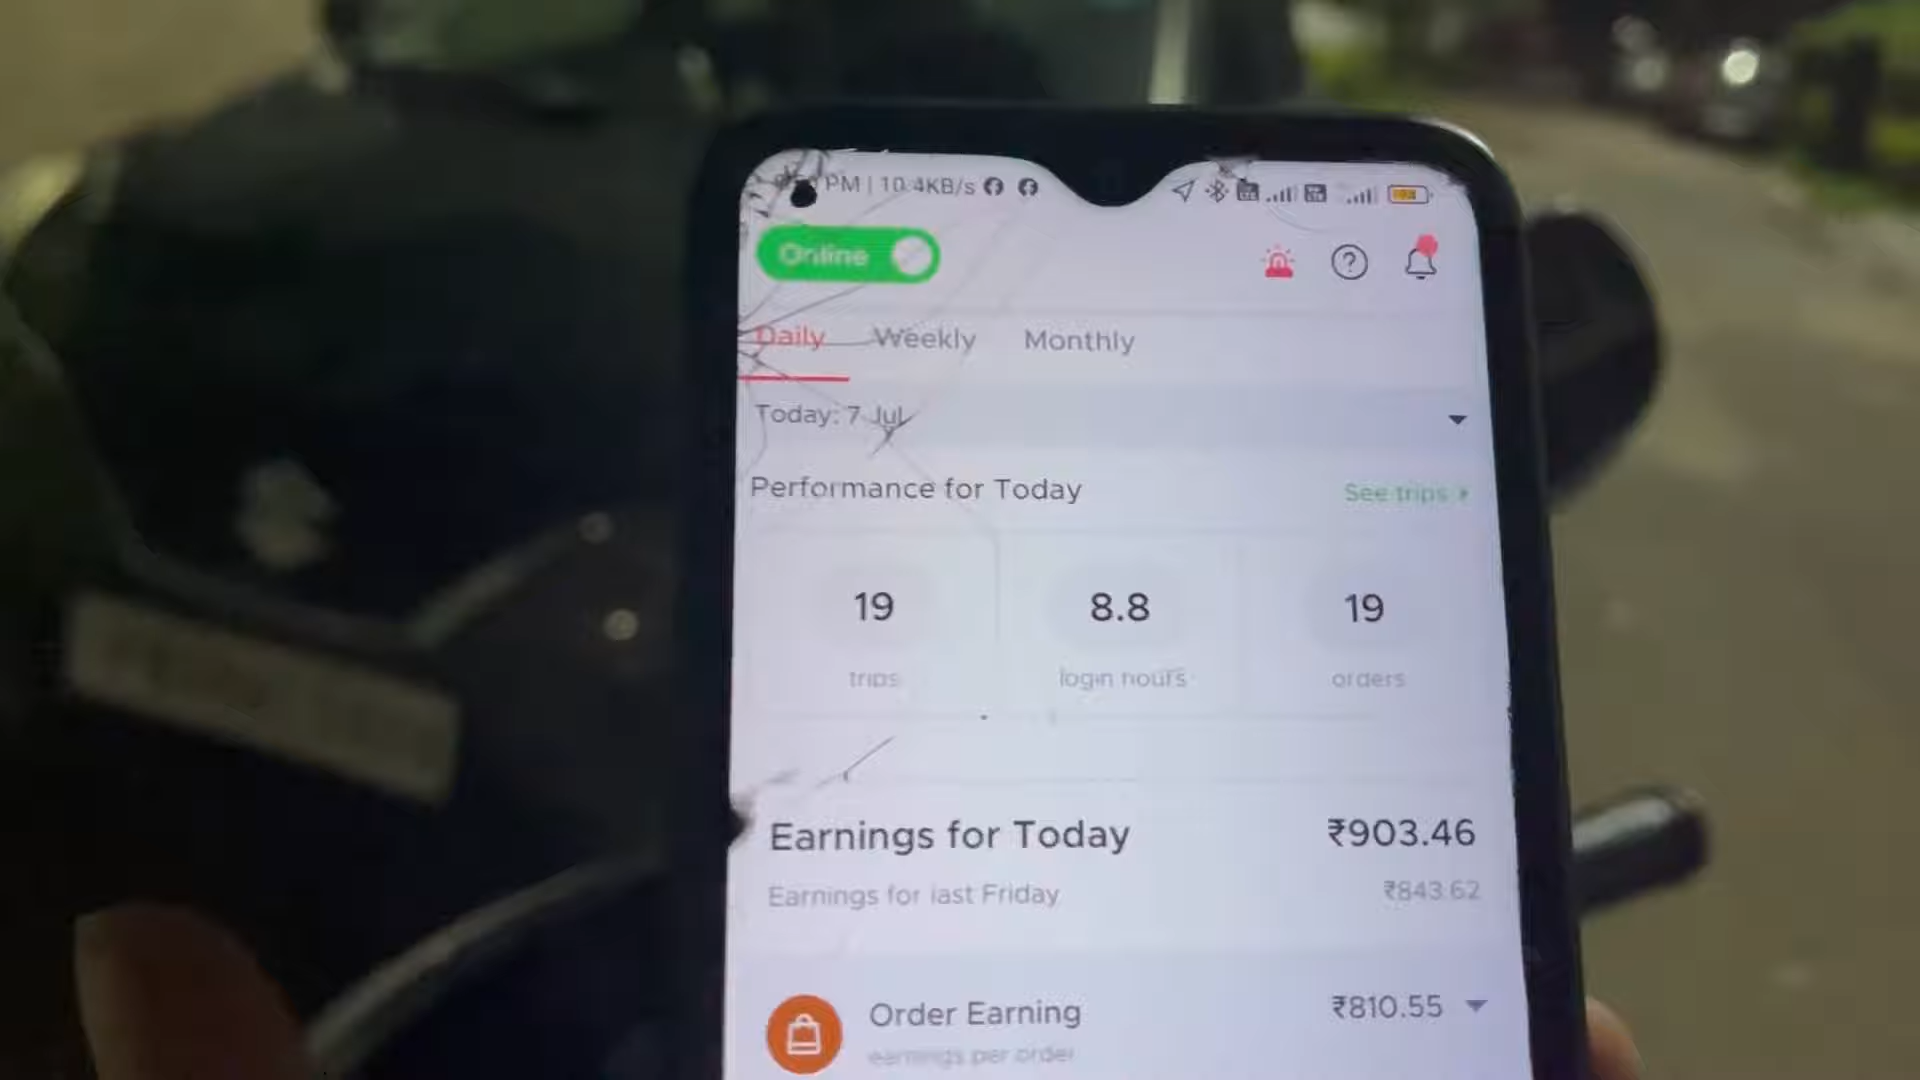 PM | 10.4KB/s
Online
Daily Weekly Monthly
Today: 7 Jul
Performance for Today See trips
19 8.8 19
trips login hours orders
Earnings for Today ₹903.46
Earnings for last Friday ₹843.62
Order Earning ₹810.55
earnings per order